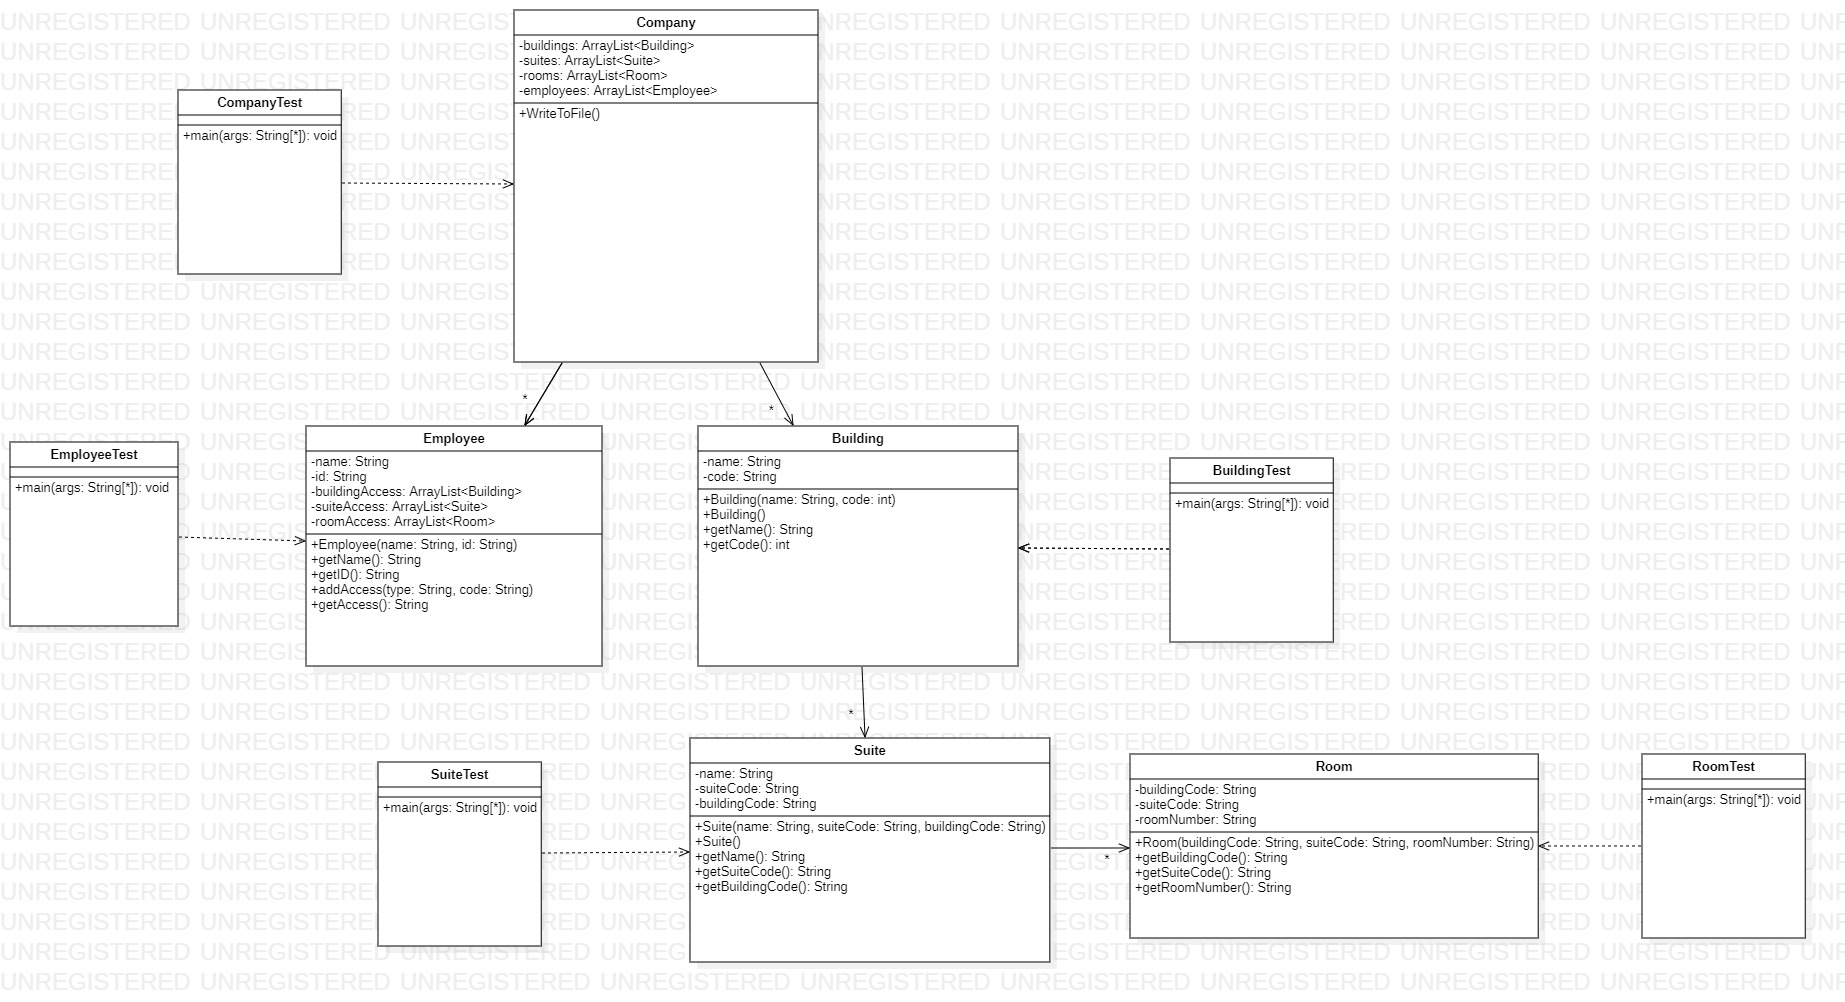 Company
-buildings: ArrayList<Building>
-suites: ArrayList<Suite>
-rooms: ArrayList<Room>
-employees: ArrayList<Employee>
+WriteToFile()
CompanyTest
+main(args: String[*]): void
*
*
EmployeeTest
+main(args: String[*]): void
Employee
-name: String
-id: String
-buildingAccess: ArrayList<Building>
-suiteAccess: ArrayList<Suite>
-roomAccess: ArrayList<Room>
+Employee(name: String, id: String)
+getName(): String
+getID(): String
+addAccess(type: String, code: String)
+getAccess(): String
Building
-name: String
-code: String
+Building(name: String, code: int)
+Building()
+getName(): String
+getCode(): int
BuildingTest
+main(args: String[*]): void
*
SuiteTest
+main(args: String[*]): void
Suite
-name: String
-suiteCode: String
-buildingCode: String
+Suite(name: String, suiteCode: String, buildingCode: String)
+Suite()
+getName(): String
+getSuiteCode(): String
+getBuildingCode(): String
*
Room
-buildingCode: String
-suiteCode: String
-roomNumber: String
+Room(buildingCode: String, suiteCode: String, roomNumber: String)
+getBuildingCode(): String
+getSuiteCode(): String
+getRoomNumber(): String
RoomTest
+main(args: String[*]): void
UNREGISTERED